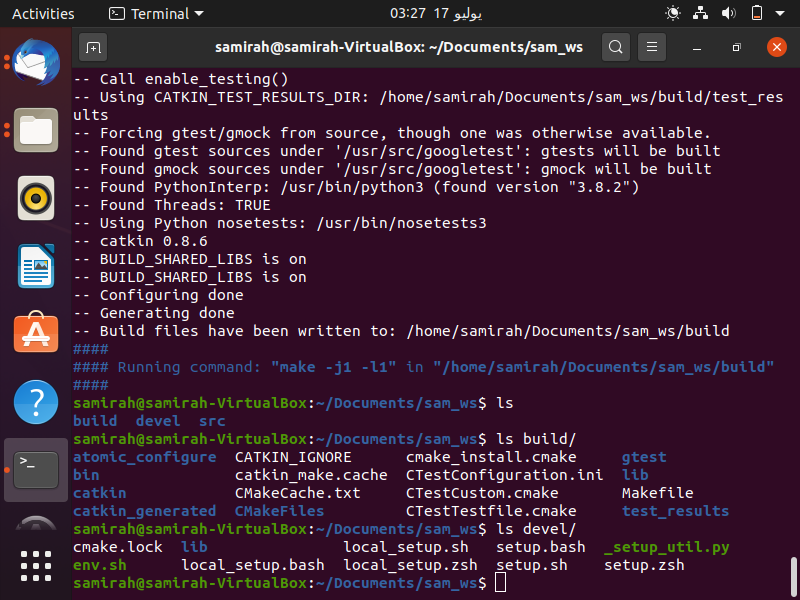 Activities Terminal 03:27 17 يوليو
samirah@samirah-VirtualBox: ~/Documents/sam_ws
-- Call enable_testing()
-- Using CATKIN_TEST_RESULTS_DIR: /home/samirah/Documents/sam_ws/build/test_res
ults
-- Forcing gtest/gmock from source, though one was otherwise available.
-- Found gtest sources under '/usr/src/googletest': gtests will be built
-- Found gmock sources under '/usr/src/googletest': gmock will be built
-- Found PythonInterp: /usr/bin/python3 (found version "3.8.2")
-- Found Threads: TRUE
-- Using Python nosetests: /usr/bin/nosetests3
-- catkin 0.8.6
-- BUILD_SHARED_LIBS is on
-- BUILD_SHARED_LIBS is on
-- Configuring done
-- Generating done
-- Build files have been written to: /home/samirah/Documents/sam_ws/build
####
#### Running command: "make -j1 -l1" in "/home/samirah/Documents/sam_ws/build"
####
samirah@samirah-VirtualBox:~/Documents/sam_ws$ ls
build devel src
samirah@samirah-VirtualBox:~/Documents/sam_ws$ ls build/
atomic_configure CATKIN_IGNORE cmake_install.cmake gtest
bin catkin_make.cache CTestConfiguration.ini lib
catkin CMakeCache.txt CTestCustom.cmake Makefile
catkin_generated CMakeFiles CTestTestfile.cmake test_results
samirah@samirah-VirtualBox:~/Documents/sam_ws$ ls devel/
cmake.lock lib local_setup.sh setup.bash _setup_util.py
env.sh local_setup.bash local_setup.zsh setup.sh setup.zsh
samirah@samirah-VirtualBox:~/Documents/sam_ws$